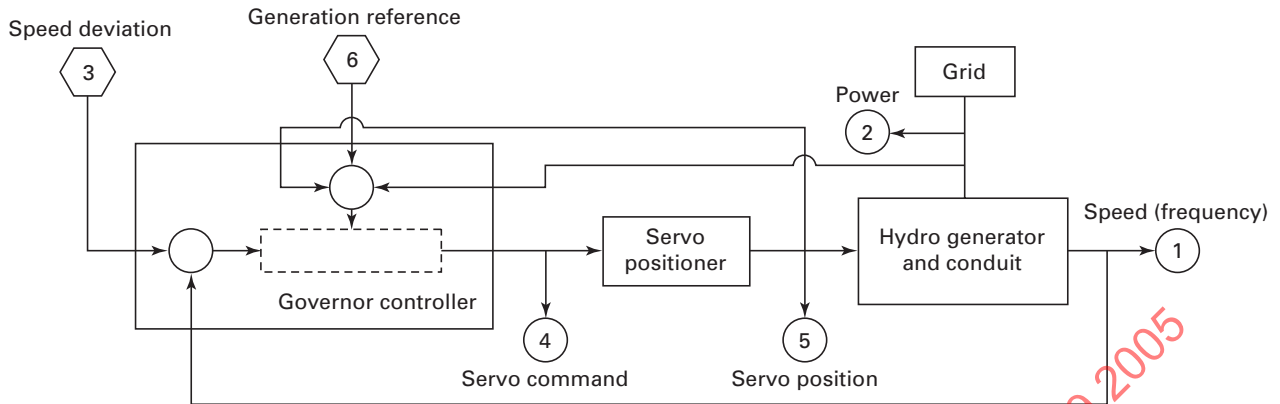 Generation reference
Speed deviation
6
3
Grid
Power
2
Speed (frequency)
Servo
positioner
Hydro generator
and conduit
1
Governor controller
4
5
Servo command
Servo position
2005